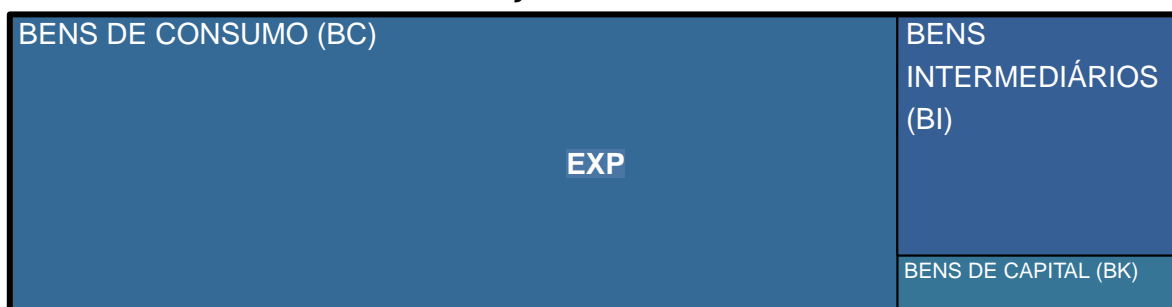 BENS DE CONSUMO (BC)
BENS
INTERMEDIÁRIOS
(BI)
EXP
BENS DE CAPITAL (BK)